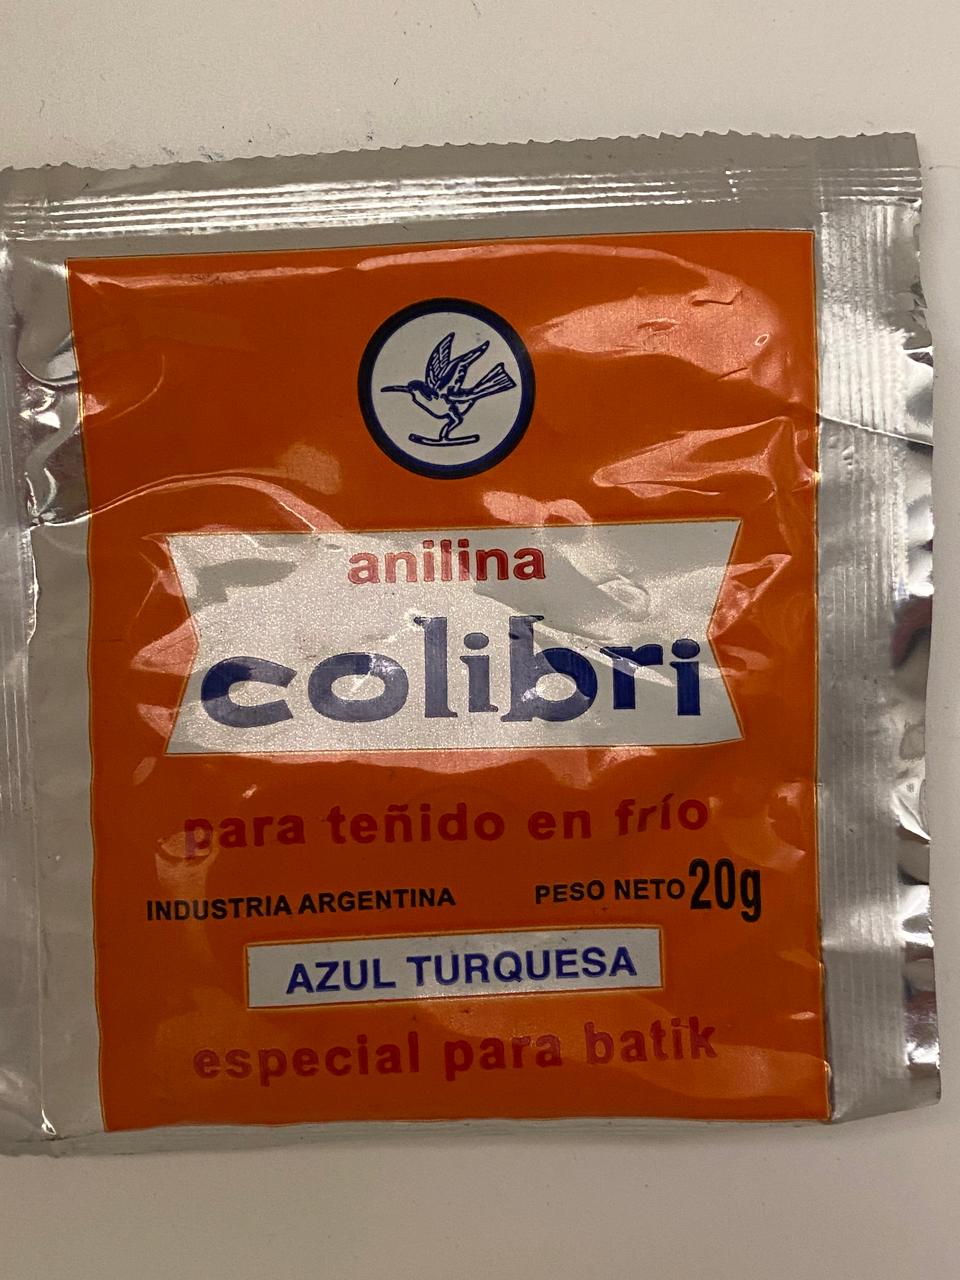 anilina
colibri
para teñido en frío
INDUSTRIA ARGENTINA PESO NETO 20g
AZUL TURQUESA
especial para batik